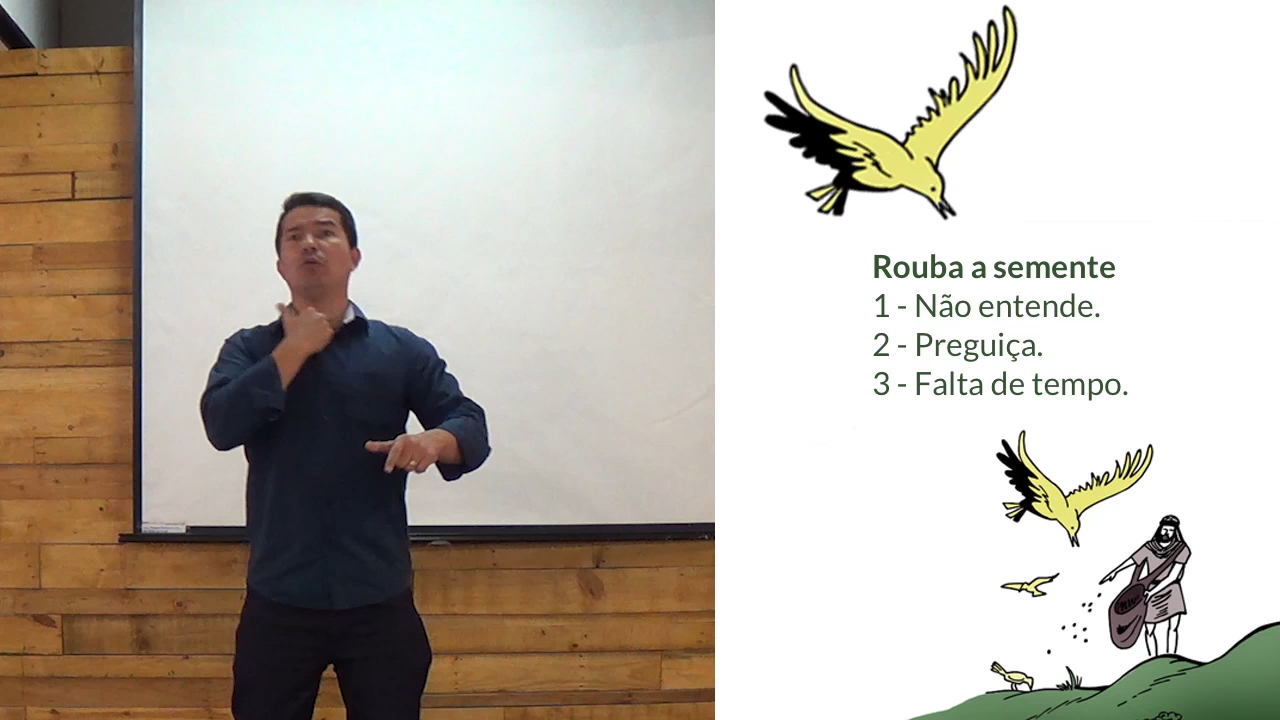 Rouba a semente
1 - Não entende.
2 - Preguiça.
3 - Falta de tempo.